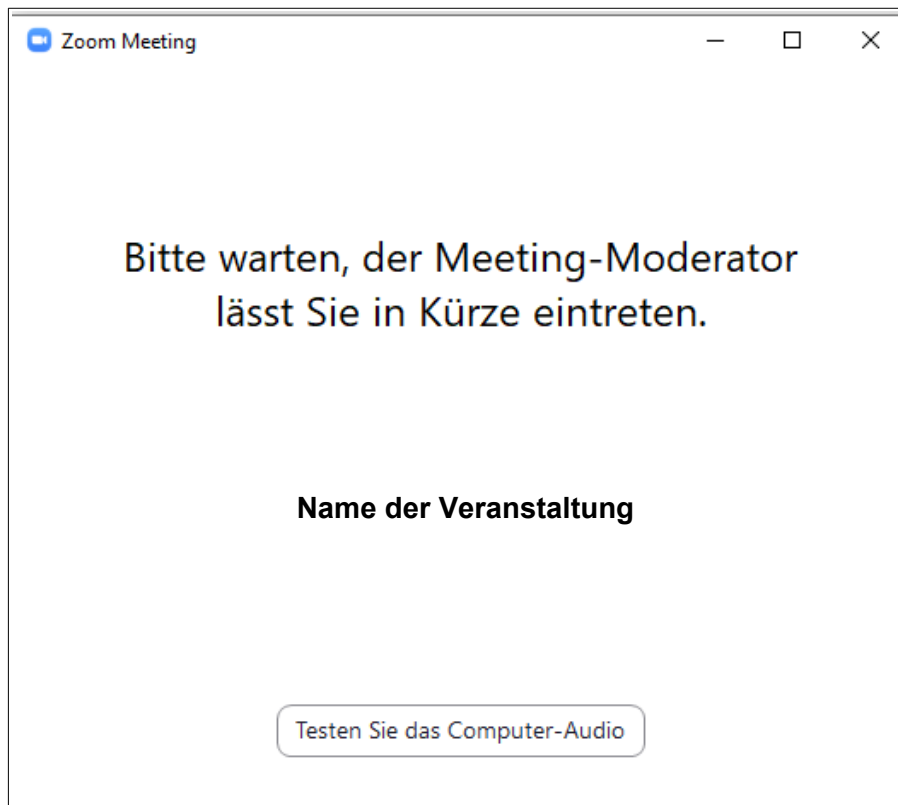 Zoom Meeting
Bitte warten, der Meeting-Moderator
lässt Sie in Kürze eintreten.
Name der Veranstaltung
Testen Sie das Computer-Audio